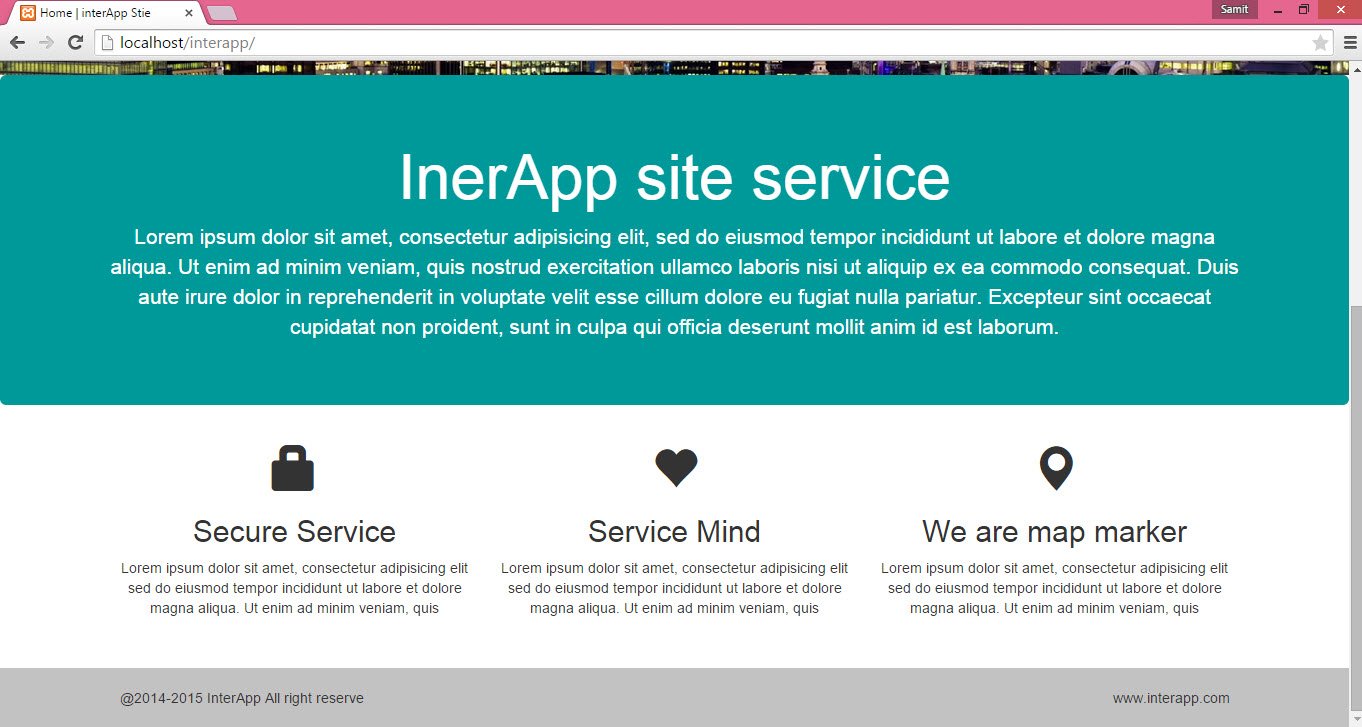 Home | interApp Stie
Samit
localhost/interapp/
InerApp site service
Lorem ipsum dolor sit amet, consectetur adipisicing elit, sed do eiusmod tempor incididunt ut labore et dolore magna
aliqua. Ut enim ad minim veniam, quis nostrud exercitation ullamco laboris nisi ut aliquip ex ea commodo consequat. Duis
aute irure dolor in reprehenderit in voluptate velit esse cillum dolore eu fugiat nulla pariatur. Excepteur sint occaecat
cupidatat non proident, sunt in culpa qui officia deserunt mollit anim id est laborum.
Secure Service
Lorem ipsum dolor sit amet, consectetur adipisicing elit
sed do eiusmod tempor incididunt ut labore et dolore
magna aliqua. Ut enim ad minim veniam, quis
Service Mind
Lorem ipsum dolor sit amet, consectetur adipisicing elit
sed do eiusmod tempor incididunt ut labore et dolore
magna aliqua. Ut enim ad minim veniam, quis
We are map marker
Lorem ipsum dolor sit amet, consectetur adipisicing elit
sed do eiusmod tempor incididunt ut labore et dolore
magna aliqua. Ut enim ad minim veniam, quis
@2014-2015 InterApp All right reserve
www.interapp.com